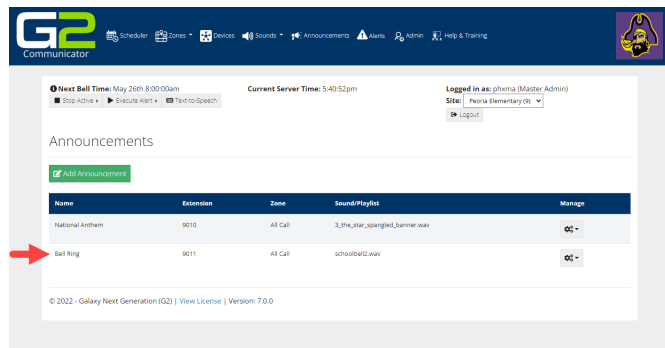 G2
Communicator
Scheduler Zones Devices Sounds Announcements Alerts Admin Help & Training
Next Bell Time: May 26th 8:00:00am Current Server Time: 5:40:52pm Logged in as: phxma (Master Admin)
Stop Active Execute Alert Text-to-Speech Site: Peoria Elementary (9)
Logout
Announcements
Add Announcement
Name Extension Zone Sound/Playlist Manage
National Anthem 9010 All Call 3_the_star_spangled_banner.wav
Bell Ring 9011 All Call schoolbell2.wav
© 2022 - Galaxy Next Generation (G2) | View License | Version: 7.0.0